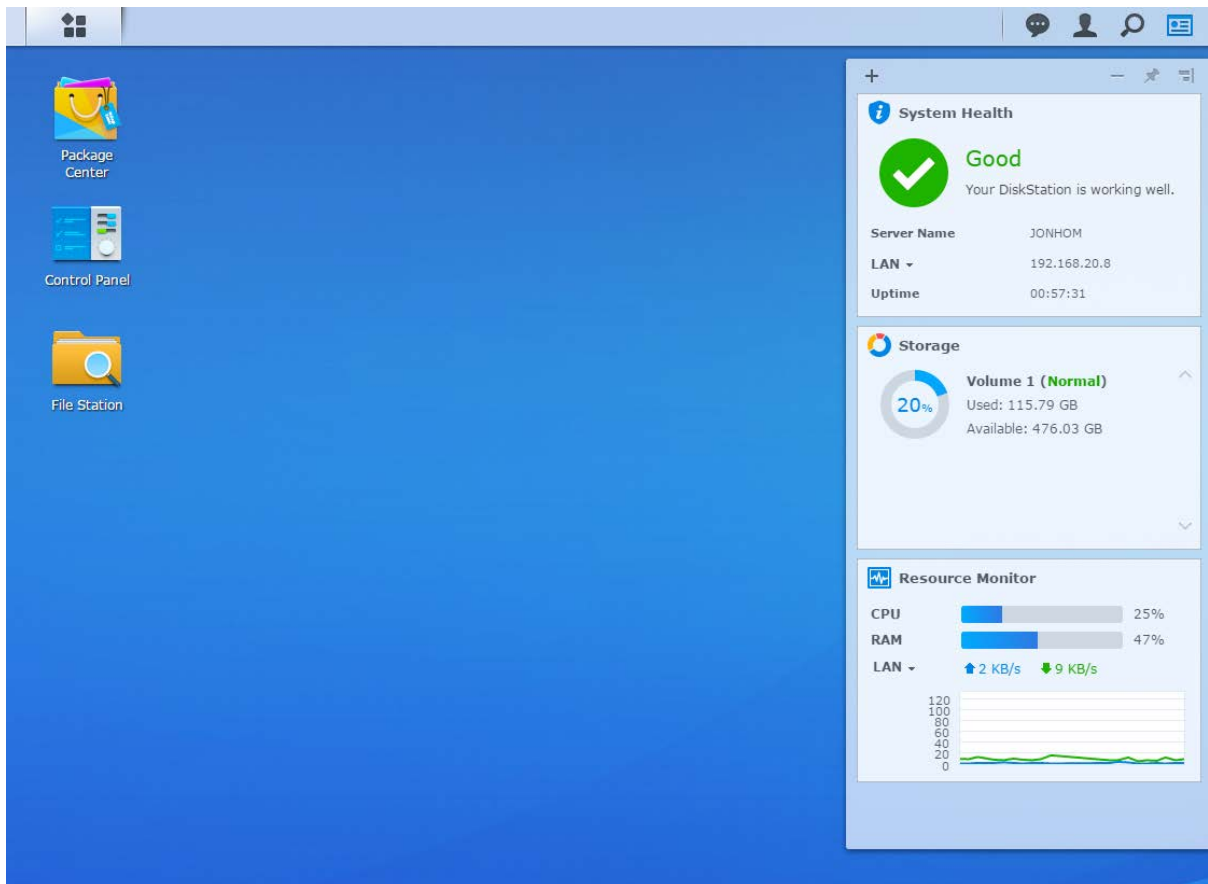 Package
Center
Control Panel
File Station
System Health
Good
Your DiskStation is working well.
Server Name JONHOM
LAN 192.168.20.8
Uptime 00:57:31
Storage
20%
Volume 1 (Normal)
Used: 115.79 GB
Available: 476.03 GB
Resource Monitor
CPU 25%
RAM 47%
LAN 2 KB/s 9 KB/s
120
100
80
60
40
20
0